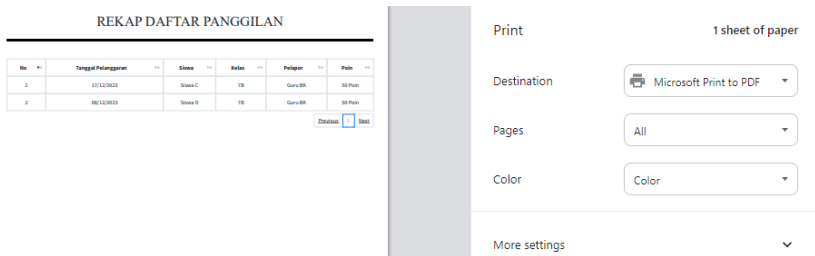 REKAP DAFTAR PANGGILAN
No Tanggal Pelanggaran Siswa Kelas Pelapor Poin
1 17/12/2023 Siswa C 7B Guru BK 50 Poin
2 08/12/2023 Siswa D 7B Guru BK 50 Poin
Previous 1 Next
Print 1 sheet of paper
Destination Microsoft Print to PDF
Pages All
Color Color
More settings